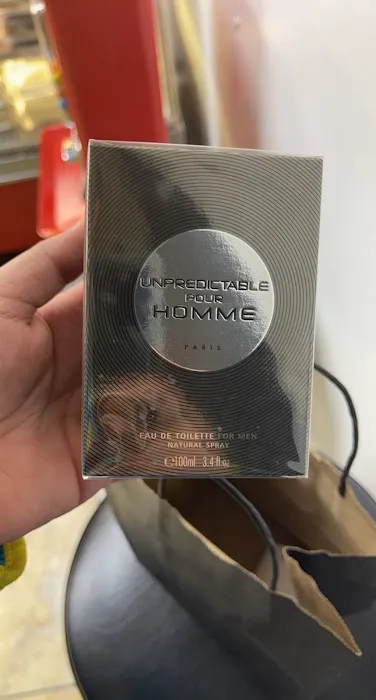 UNPREDICTABLE
POUR
HOMME
PARIS
EAU DE TOILETTE FOR MEN
NATURAL SPRAY
℮100ml 3.4 fl.oz